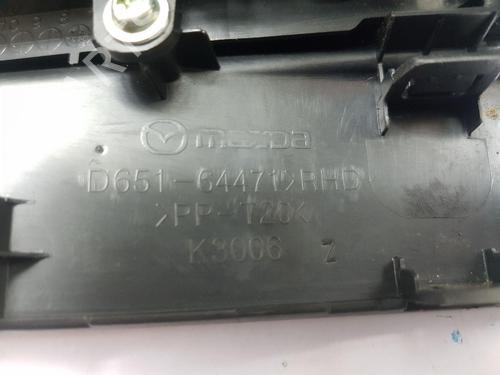 mazda
D651-64471>RHD
>PP-T20<
K3006 Z